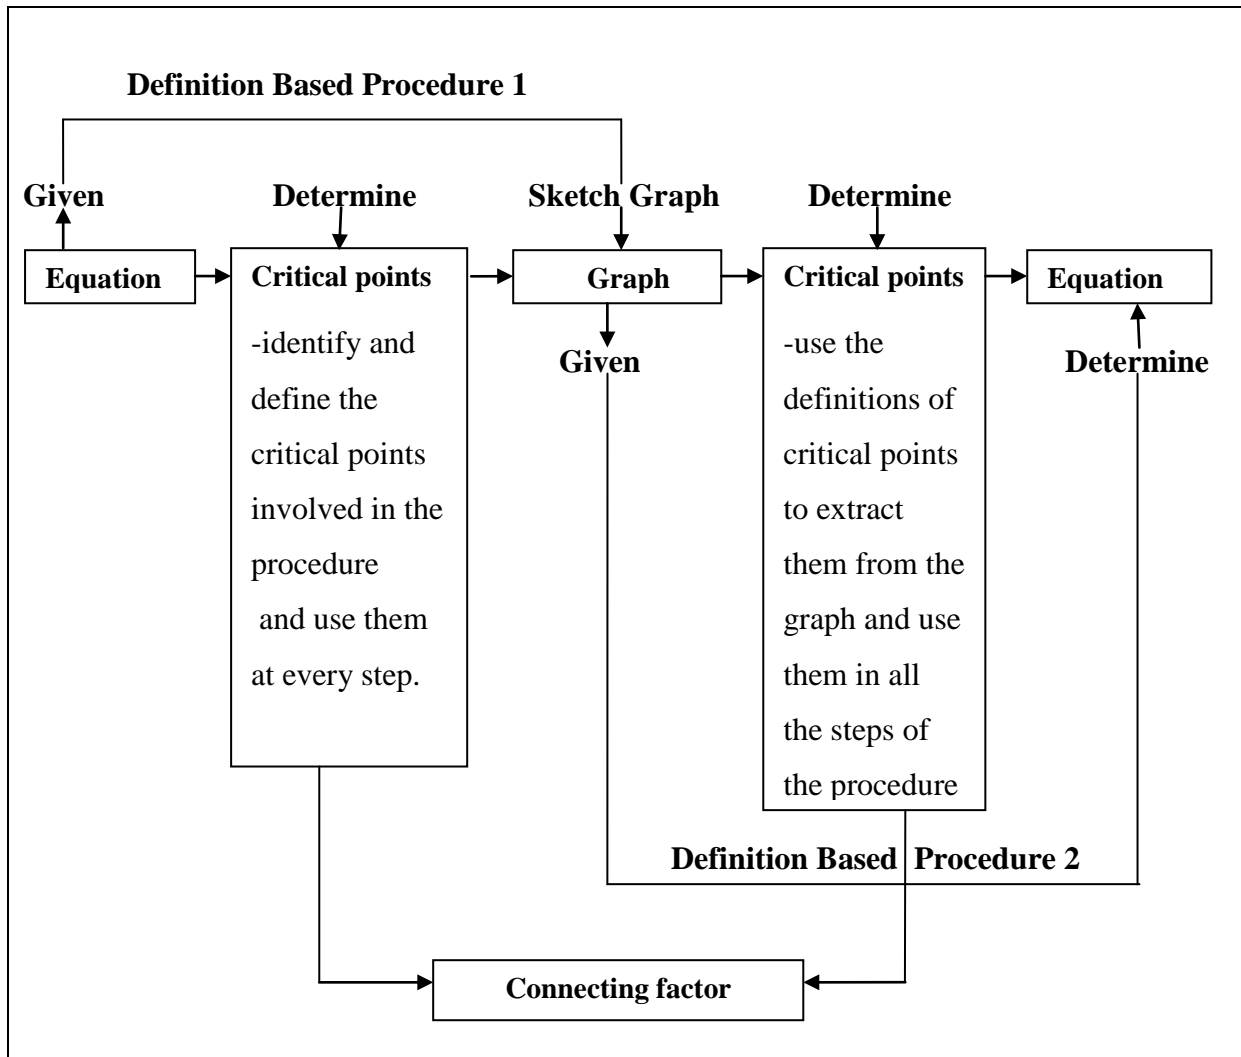 Definition Based Procedure 1
Given
Determine
Sketch Graph
Determine
Equation
Critical points
-identify and
define the
critical points
involved in the
procedure
and use them
at every step.
Graph
Given
Critical points
-use the
definitions of
critical points
to extract
them from the
graph and use
them in all
the steps of
the procedure
Equation
Determine
Definition Based Procedure 2
Connecting factor